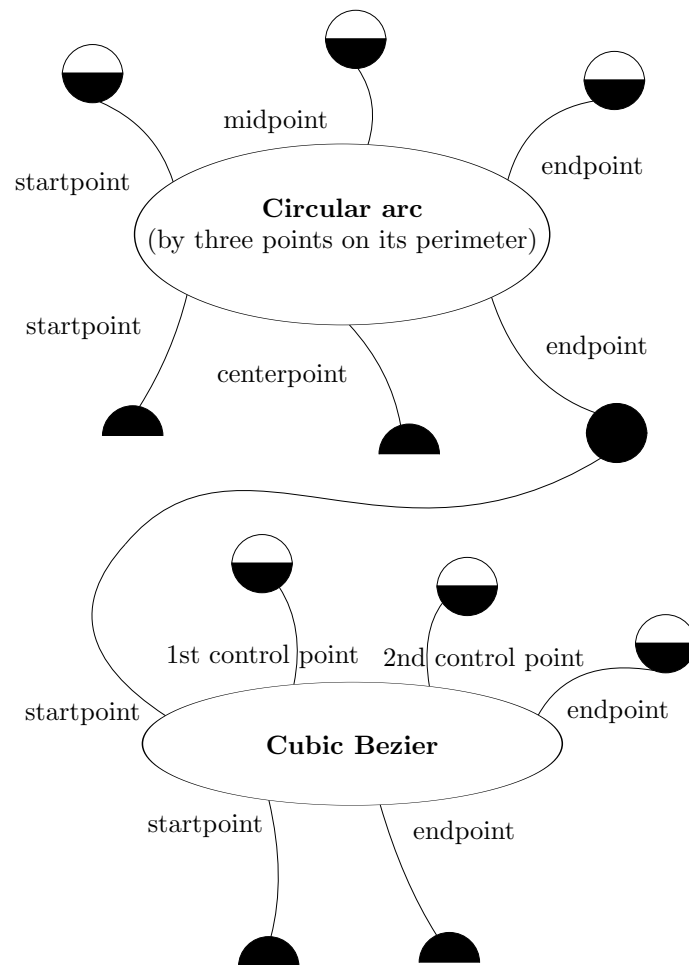 midpoint
endpoint
startpoint
Circular arc
(by three points on its perimeter)
startpoint
endpoint
centerpoint
1st control point
2nd control point
startpoint
endpoint
Cubic Bezier
startpoint
endpoint